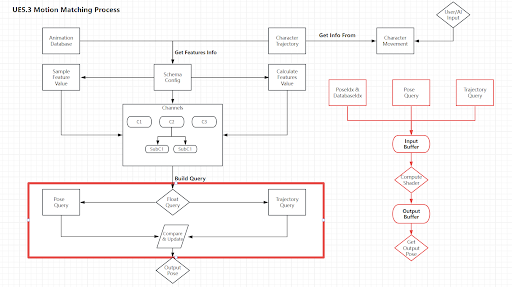 UE5.3 Motion Matching Process
User/AI
Input
Animation
Database
Character
Trajectory
Get Info From
Character
Movement
Get Features Info
Sample
Feature
Value
Schema
Config
Calculate
Features
Value
PoseIdx &
DatabaseIdx
Pose
Query
Trajectory
Query
Channels
C1
C2
C3
SubC1
SubC1
Input
Buffer
Build Query
Compute
Shader
Pose
Query
Float
Query
Trajectory
Query
Output
Buffer
Compare
& Update
Get
Output
Pose
Output
Pose